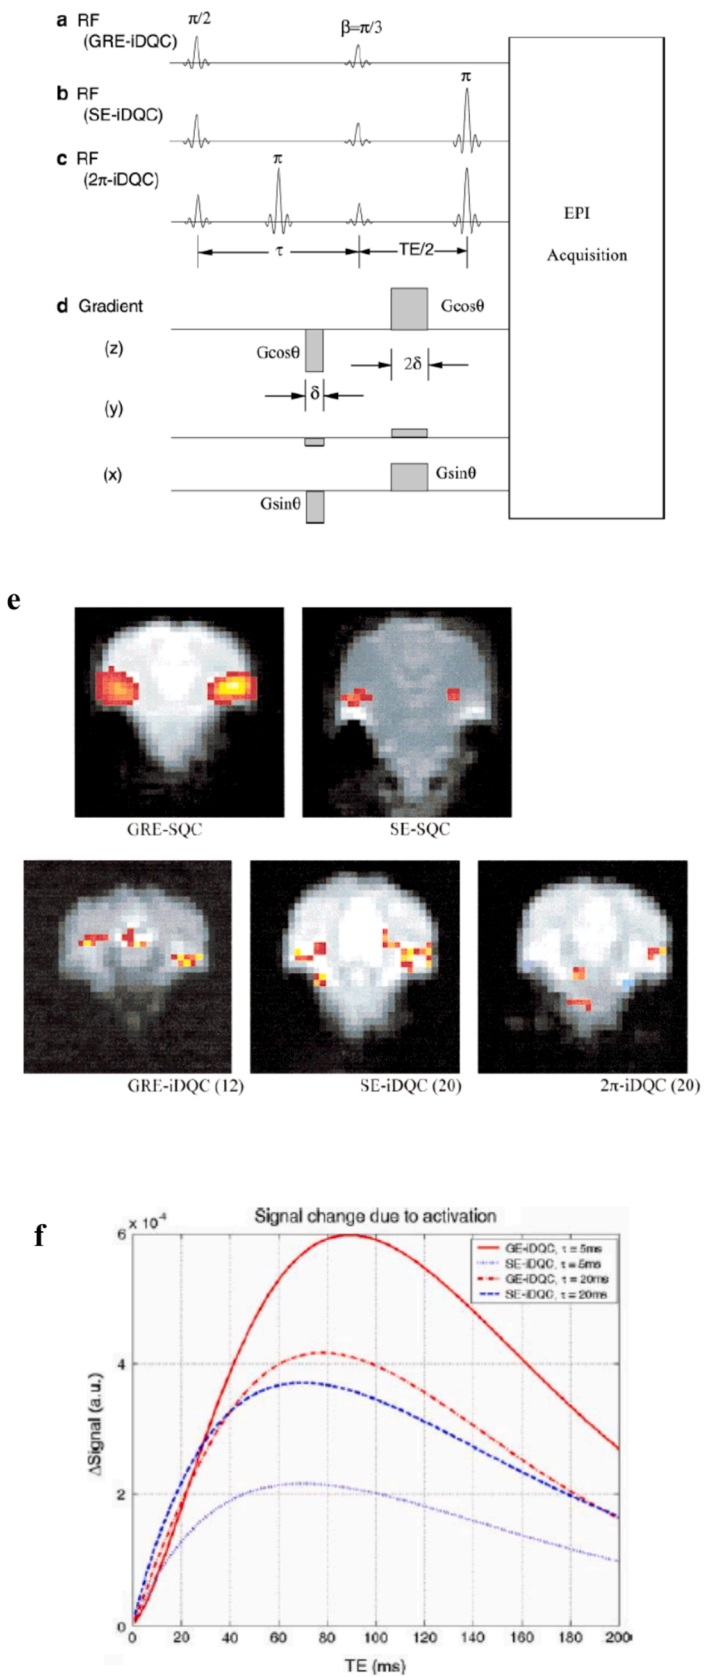 a RF π/2
(GRE-iDQC) β=π/3
b RF π
(SE-iDQC)
c RF π
(2π-iDQC)
τ TE/2
EPI
Acquisition
d Gradient Gcosθ
(z) Gcosθ 2δ
δ
(y)
(x) Gsinθ
Gsinθ
e
GRE-SQC SE-SQC
GRE-iDQC (12) SE-iDQC (20) 2π-iDQC (20)
f
Signal change due to activation
6 x 10⁻⁴
GE-iDQC, τ = 5ms
SE-iDQC, τ = 5ms
GE-iDQC, τ = 20ms
SE-iDQC, τ = 20ms
4
ΔSignal (a.u.)
2
0
0 20 40 60 80 100 120 140 160 180 200
TE (ms)